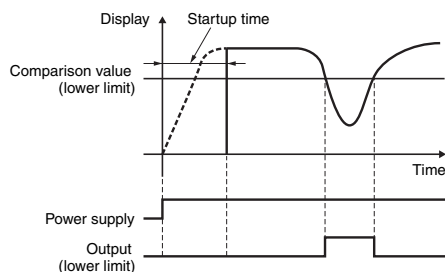 Display
Startup time
Comparison value
(lower limit)
Time
Power supply
Output
(lower limit)